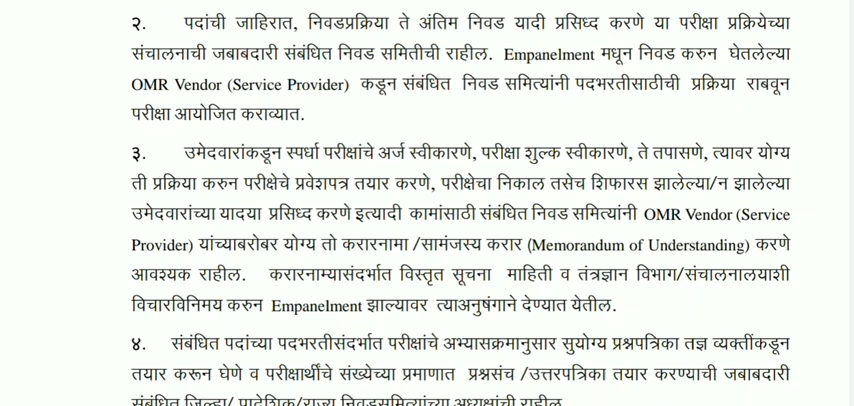 २. पदांची जाहिरात, निवडप्रक्रिया ते अंतिम निवड यादी प्रसिध्द करणे या परीक्षा प्रक्रियेच्या
संचालनाची जबाबदारी संबंधित निवड समितीची राहील. Empanelment मधून निवड करुन घेतलेल्या
OMR Vendor (Service Provider) कडून संबंधित निवड समित्यांनी पदभरतीसाठीची प्रक्रिया राबवून
परीक्षा आयोजित कराव्यात.
३. उमेदवारांकडून स्पर्धा परीक्षांचे अर्ज स्वीकारणे, परीक्षा शुल्क स्वीकारणे, ते तपासणे, त्यावर योग्य
ती प्रक्रिया करुन परीक्षेचे प्रवेशपत्र तयार करणे, परीक्षेचा निकाल तसेच शिफारस झालेल्या/न झालेल्या
उमेदवारांच्या यादया प्रसिध्द करणे इत्यादी कामांसाठी संबंधित निवड समित्यांनी OMR Vendor (Service
Provider) यांच्याबरोबर योग्य तो करारनामा /सामंजस्य करार (Memorandum of Understanding) करणे
आवश्यक राहील. करारनाम्यासंदर्भात विस्तृत सूचना माहिती व तंत्रज्ञान विभाग/संचालनालयाशी
विचारविनिमय करुन Empanelment झाल्यावर त्याअनुषंगाने देण्यात येतील.
४. संबंधित पदांच्या पदभरतीसंदर्भात परीक्षांचे अभ्यासक्रमानुसार सुयोग्य प्रश्नपत्रिका तज्ञ व्यक्तींकडून
तयार करून घेणे व परीक्षार्थींचे संख्येच्या प्रमाणात प्रश्नसंच /उत्तरपत्रिका तयार करण्याची जबाबदारी
संबंधित जिल्हा/ प्रादेशिक/राज्य निवडसमित्यांच्या अध्यक्षांची राहील